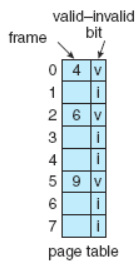 valid–invalid
frame
bit
0 4 v
1 i
2 6 v
3 i
4 i
5 9 v
6 i
7 i
page table